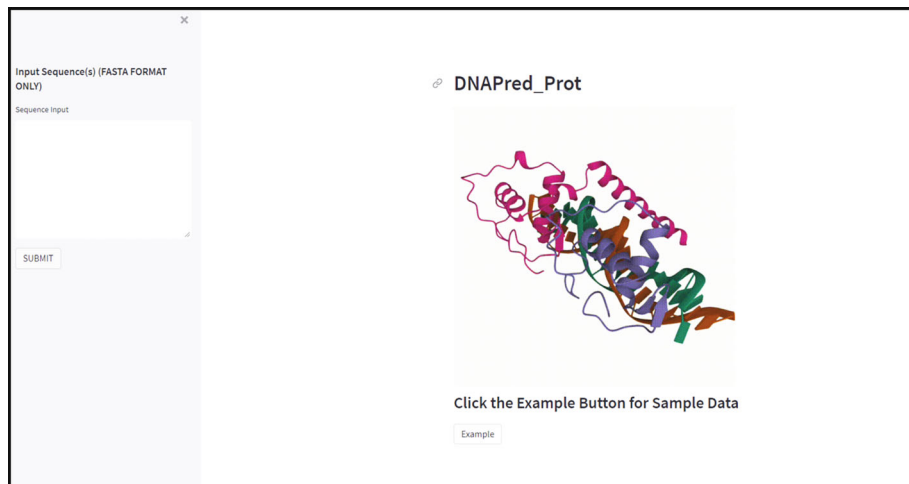 Input Sequence(s) (FASTA FORMAT
ONLY)
Sequence Input
SUBMIT
DNAPred_Prot
Click the Example Button for Sample Data
Example